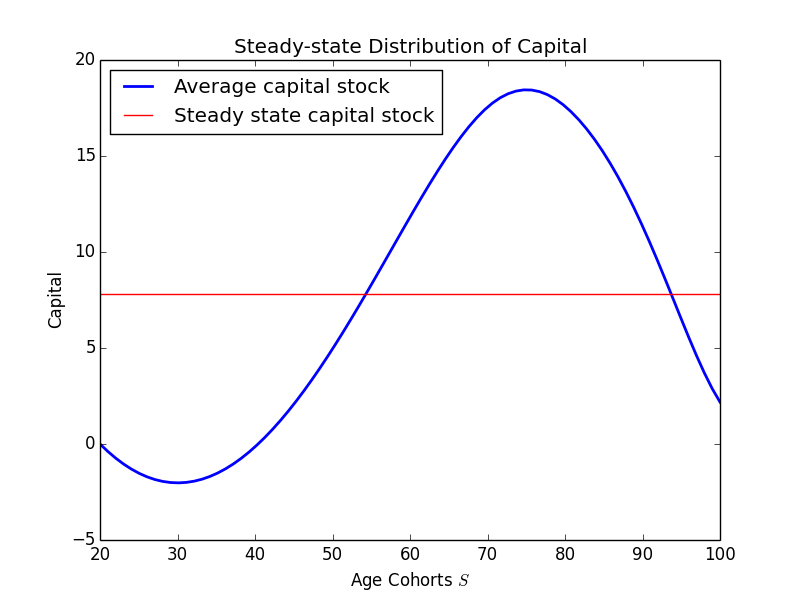 Steady-state Distribution of Capital
Average capital stock
Steady state capital stock
20
15
10
5
0
−5
Capital
20 30 40 50 60 70 80 90 100
Age Cohorts S